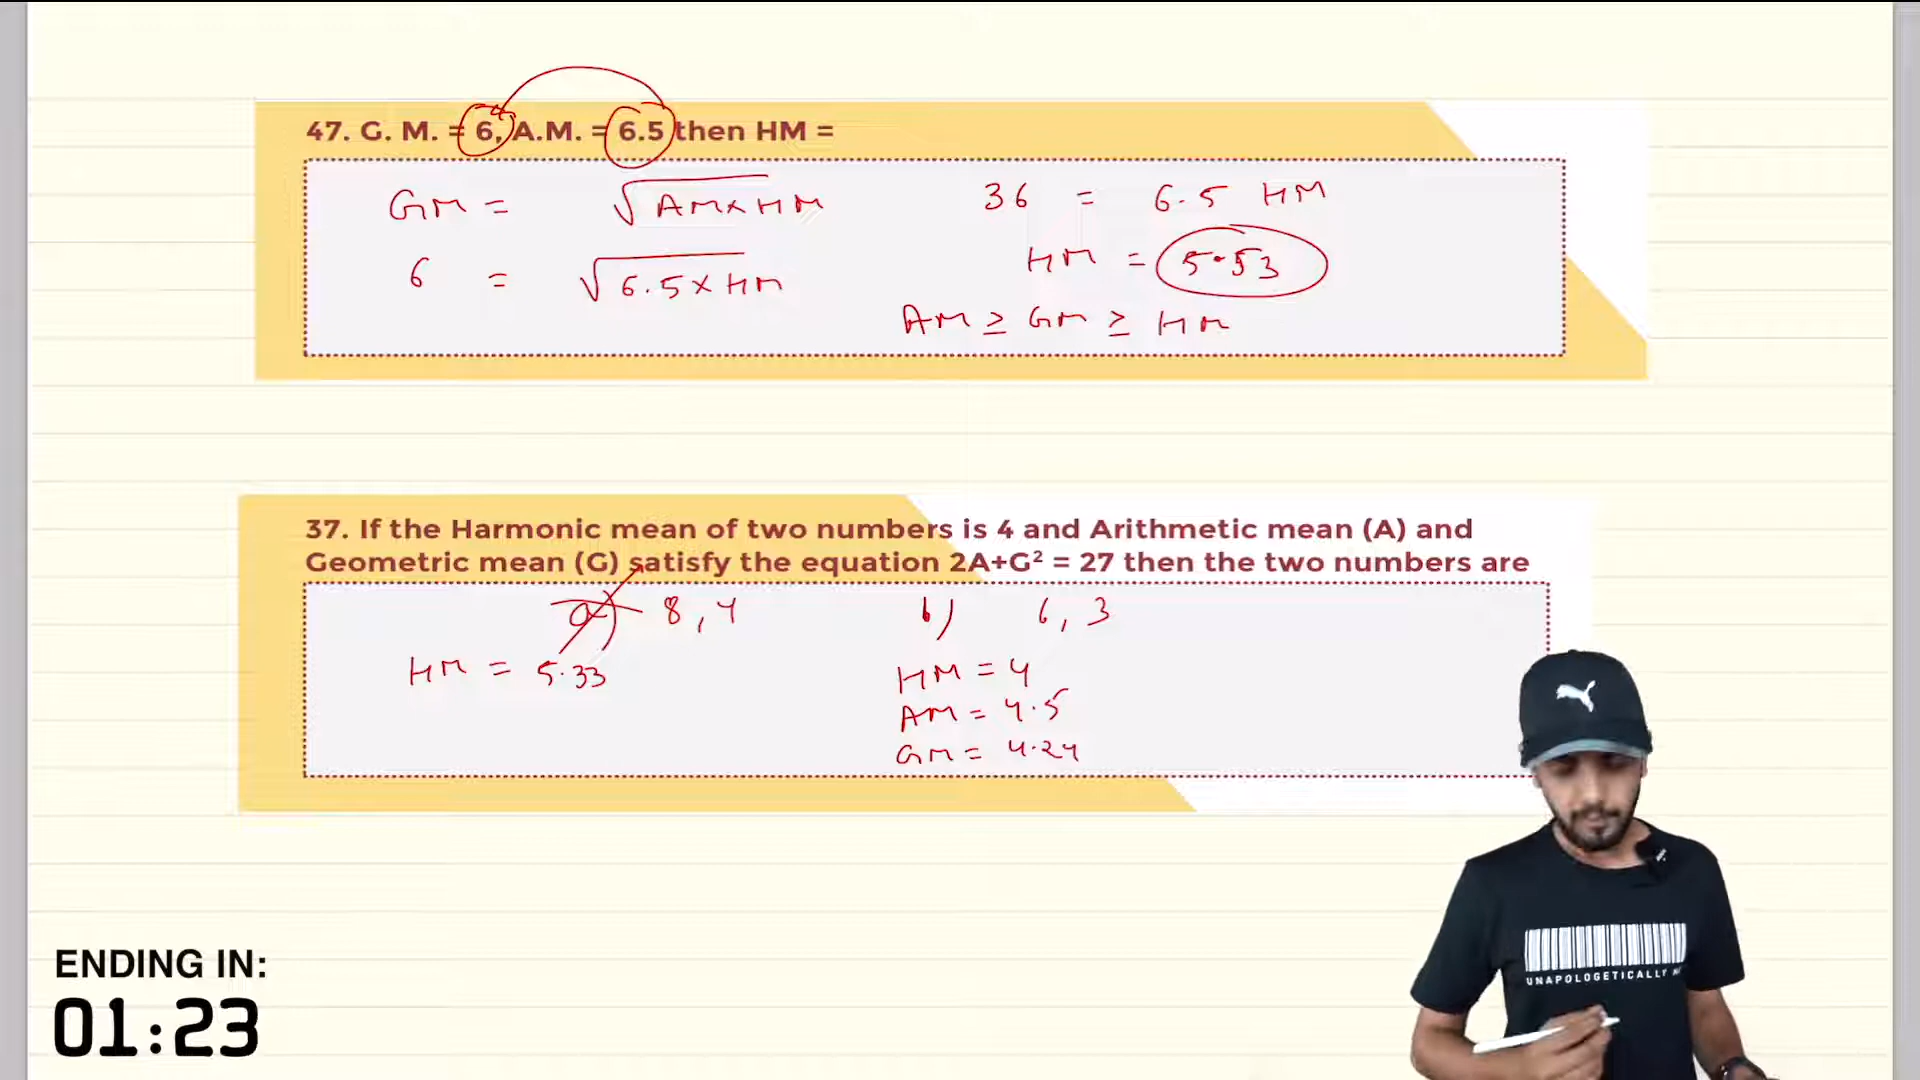 47. G. M. = 6, A.M. = 6.5 then HM =
GM = √AM×HM
6 = √6.5×HM
36 = 6.5 HM
HM = 5.53
AM ≥ GM ≥ HM
37. If the Harmonic mean of two numbers is 4 and Arithmetic mean (A) and
Geometric mean (G) satisfy the equation 2A+G² = 27 then the two numbers are
a) 8, 4
HM = 5.33
b) 6, 3
HM = 4
AM = 4.5
GM = 4.24
UNAPOLOGETICALLY
ENDING IN:
01:23